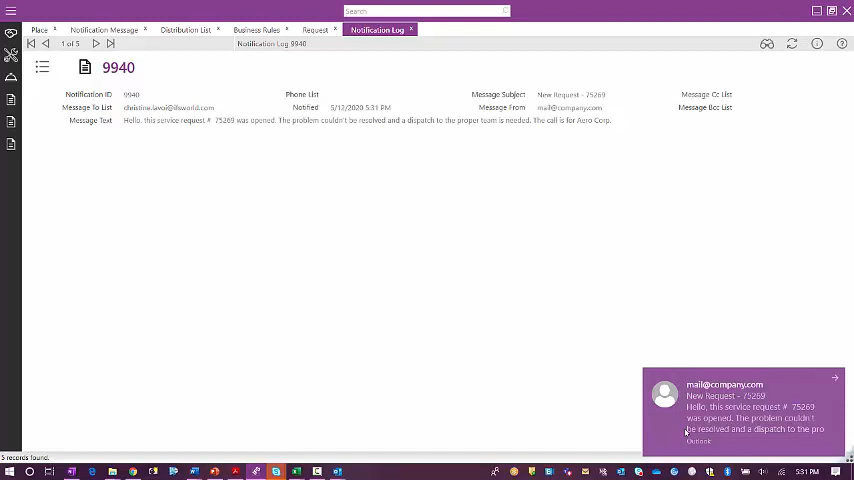 Search
Place x Notification Message x Distribution List x Business Rules x Request x Notification Log x
1 of 5 Notification Log 9940
9940
Notification ID 9940 Phone List Message Subject New Request - 75269 Message Cc List
Message To List christine.lavoi@ifsworld.com Notified 5/12/2020 5:31 PM Message From mail@company.com Message Bcc List
Message Text Hello, this service request # 75269 was opened. The problem couldn't be resolved and a dispatch to the proper team is needed. The call is for Aero Corp.
mail@company.com
New Request - 75269
Hello, this service request # 75269
was opened. The problem couldn't
be resolved and a dispatch to the pro
Outlook
5 records found.
5:31 PM